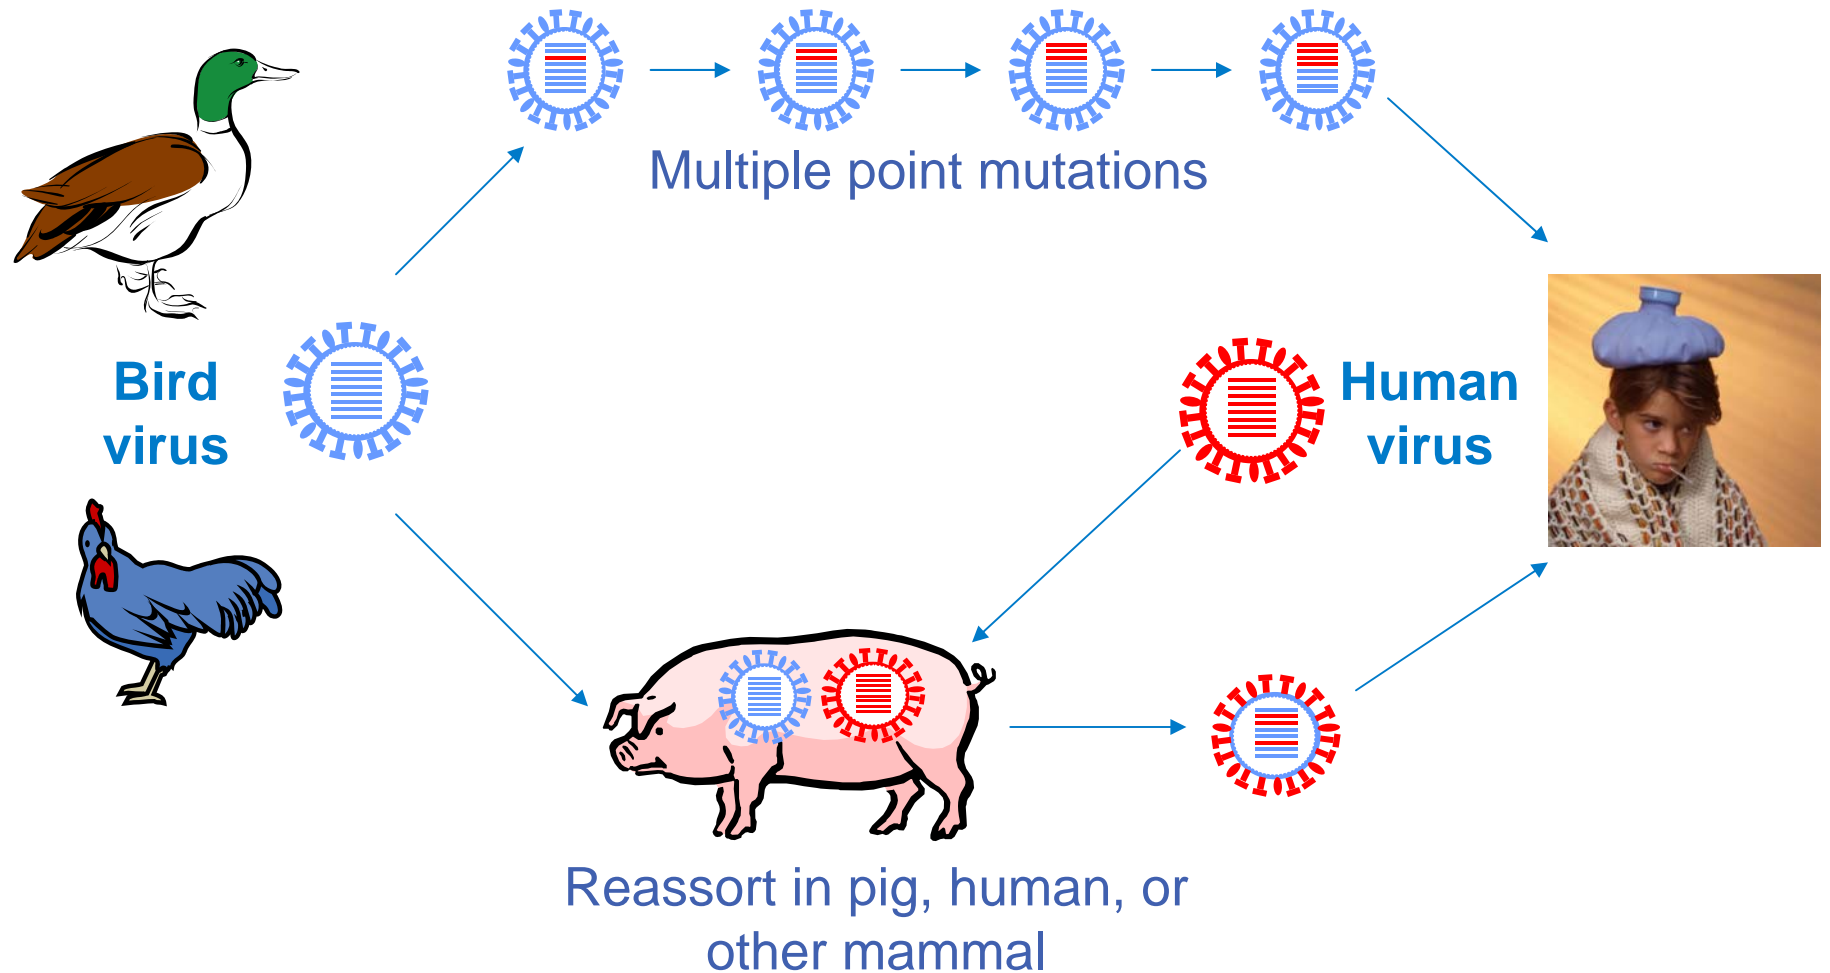 Multiple point mutations
Bird
virus
Human
virus
Reassort in pig, human, or
other mammal